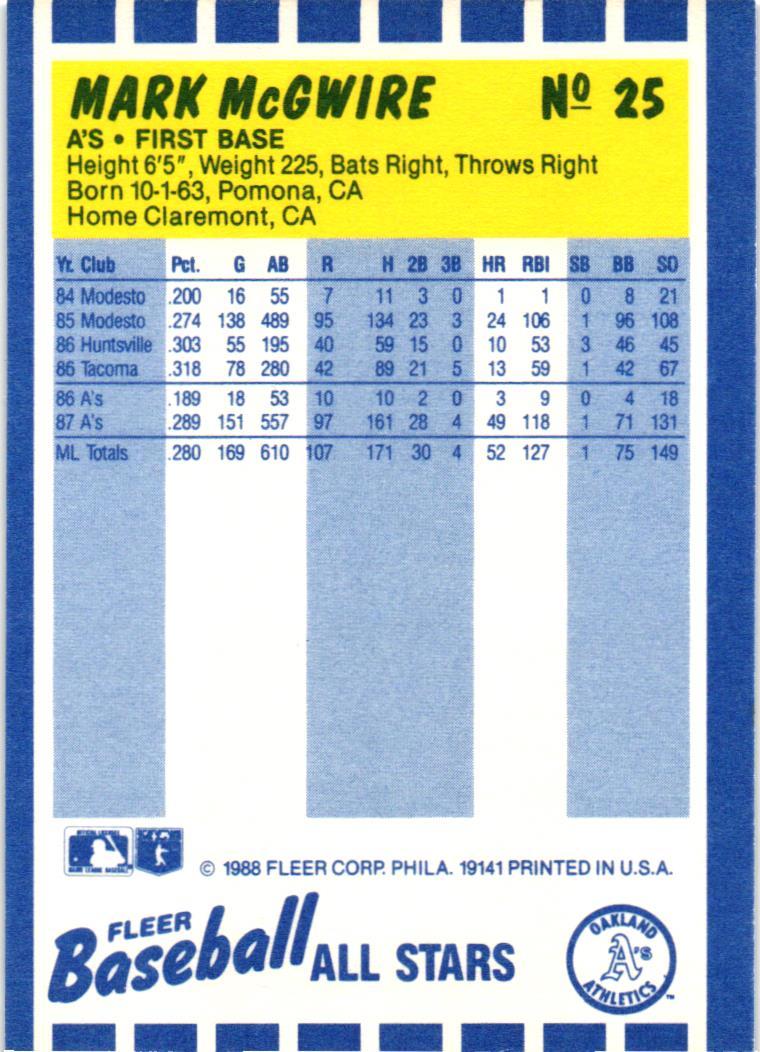 MARK McGWIRE Nº 25
A'S • FIRST BASE
Height 6'5", Weight 225, Bats Right, Throws Right
Born 10-1-63, Pomona, CA
Home Claremont, CA
Yr. Club Pct. G AB R H 2B 3B HR RBI SB BB SO
84 Modesto .200 16 55 7 11 3 0 1 1 0 8 21
85 Modesto .274 138 489 95 134 23 3 24 106 1 96 108
86 Huntsville .303 55 195 40 59 15 0 10 53 3 46 45
86 Tacoma .318 78 280 42 89 21 5 13 59 1 42 67
86 A's .189 18 53 10 10 2 0 3 9 0 4 18
87 A's .289 151 557 97 161 28 4 49 118 1 71 131
ML Totals .280 169 610 107 171 30 4 52 127 1 75 149
© 1988 FLEER CORP. PHILA. 19141 PRINTED IN U.S.A.
FLEER
Baseball ALL STARS
OAKLAND
A's
ATHLETICS
™